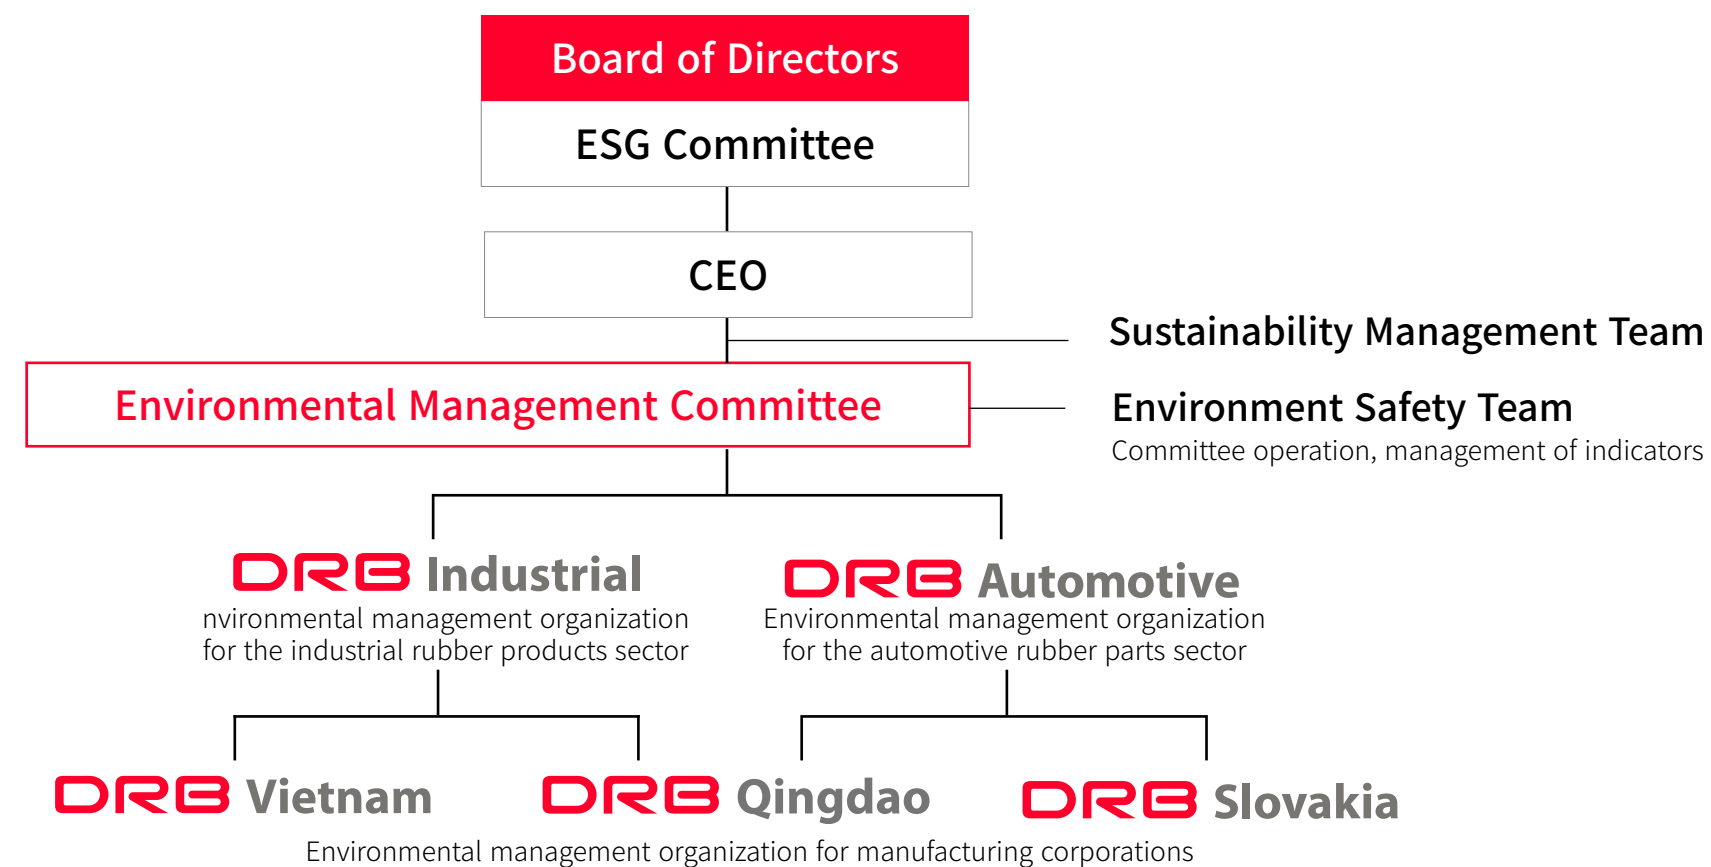 Board of Directors
ESG Committee
CEO
Sustainability Management Team
Environmental Management Committee
Environment Safety Team
Committee operation, management of indicators
DRB Industrial
nvironmental management organization
for the industrial rubber products sector
DRB Automotive
Environmental management organization
for the automotive rubber parts sector
DRB Vietnam
DRB Qingdao
DRB Slovakia
Environmental management organization for manufacturing corporations